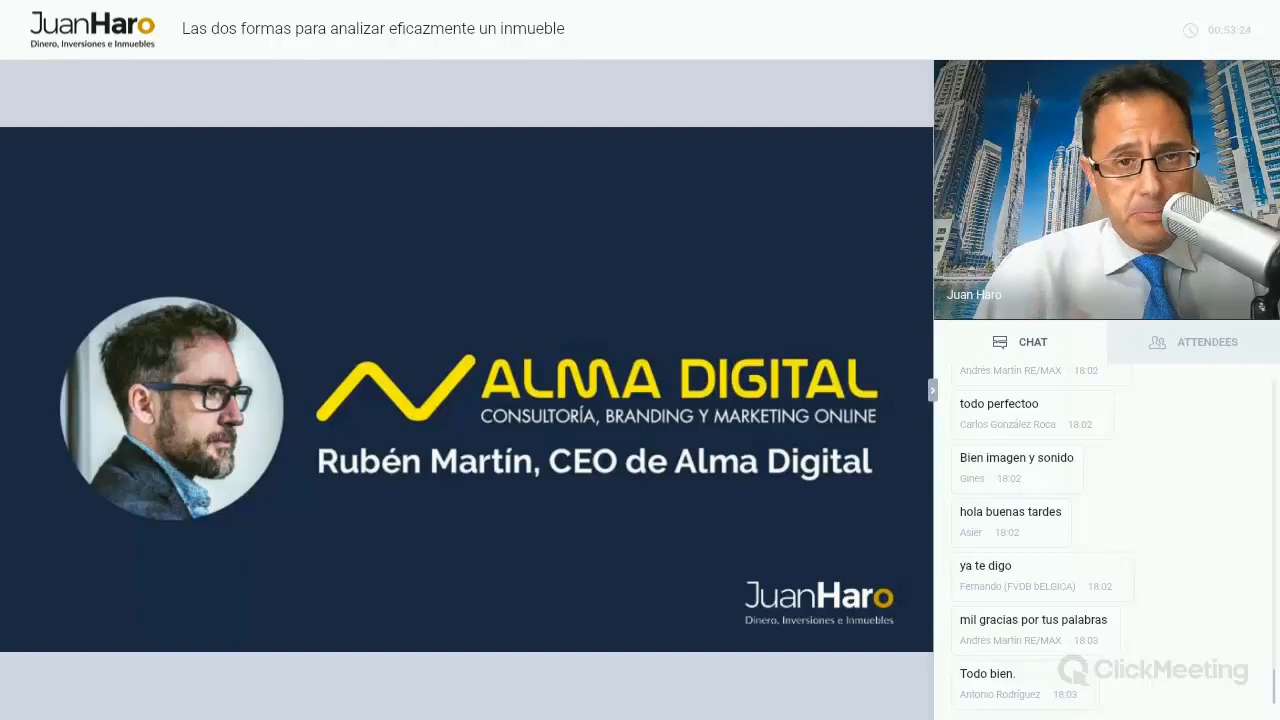 JuanHaro
Dinero, Inversiones e Inmuebles
Las dos formas para analizar eficazmente un inmueble
00:53:24
ALMA DIGITAL
CONSULTORÍA, BRANDING Y MARKETING ONLINE
Rubén Martín, CEO de Alma Digital
JuanHaro
Dinero, Inversiones e Inmuebles
Juan Haro
CHAT
ATTENDEES
Andrés Martín RE/MAX 18:02
todo perfectoo
Carlos González Roca 18:02
Bien imagen y sonido
Gines 18:02
hola buenas tardes
Asier 18:02
ya te digo
Fernando (FVDB bELGICA) 18:02
mil gracias por tus palabras
Andrés Martín RE/MAX 18:03
Todo bien.
Antonio Rodríguez 18:03
ClickMeeting